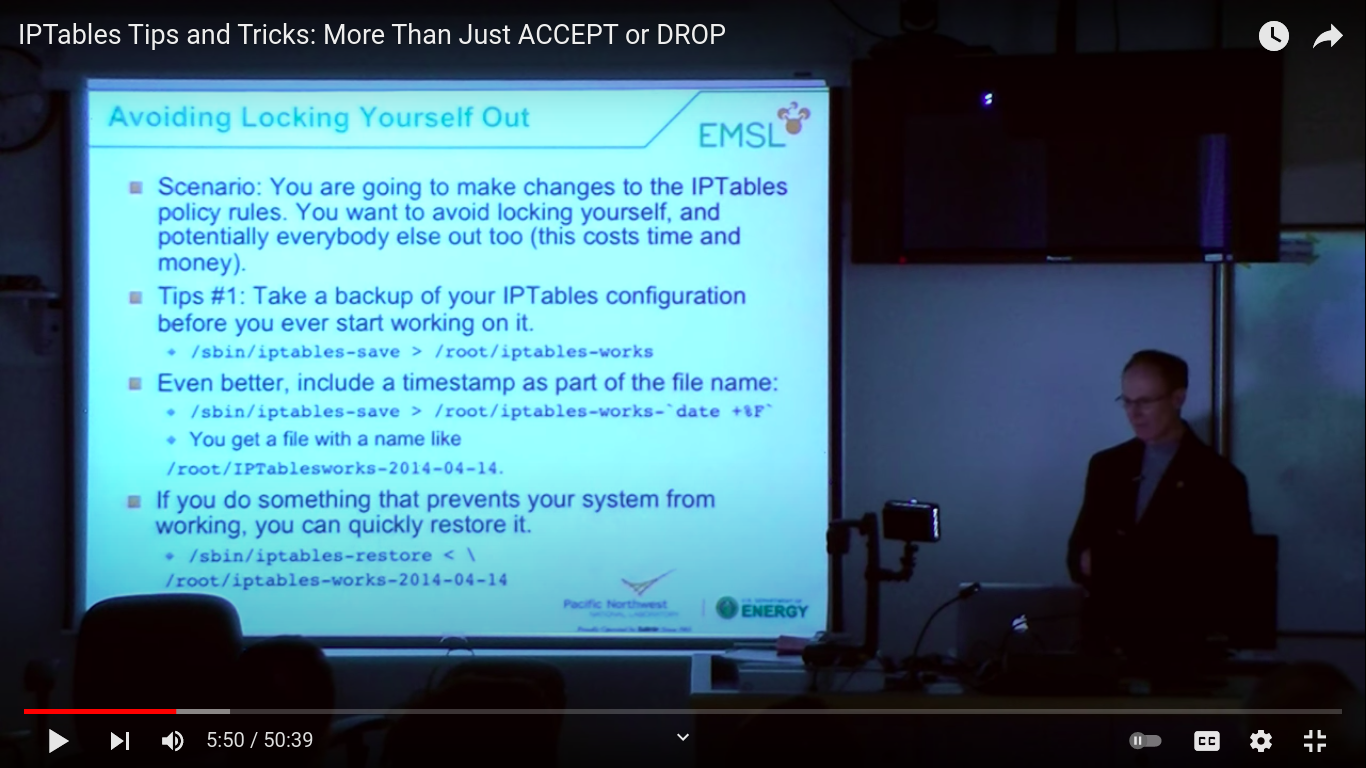 IPTables Tips and Tricks: More Than Just ACCEPT or DROP
Avoiding Locking Yourself Out
EMSL
Scenario: You are going to make changes to the IPTables
policy rules. You want to avoid locking yourself, and
potentially everybody else out too (this costs time and
money).
Tips #1: Take a backup of your IPTables configuration
before you ever start working on it.
/sbin/iptables-save > /root/iptables-works
Even better, include a timestamp as part of the file name:
/sbin/iptables-save > /root/iptables-works-`date +%F`
You get a file with a name like
/root/IPTablesworks-2014-04-14.
If you do something that prevents your system from
working, you can quickly restore it.
/sbin/iptables-restore < \
/root/iptables-works-2014-04-14
Pacific Northwest
NATIONAL LABORATORY
U.S. DEPARTMENT OF
ENERGY
5:50 / 50:39
CC